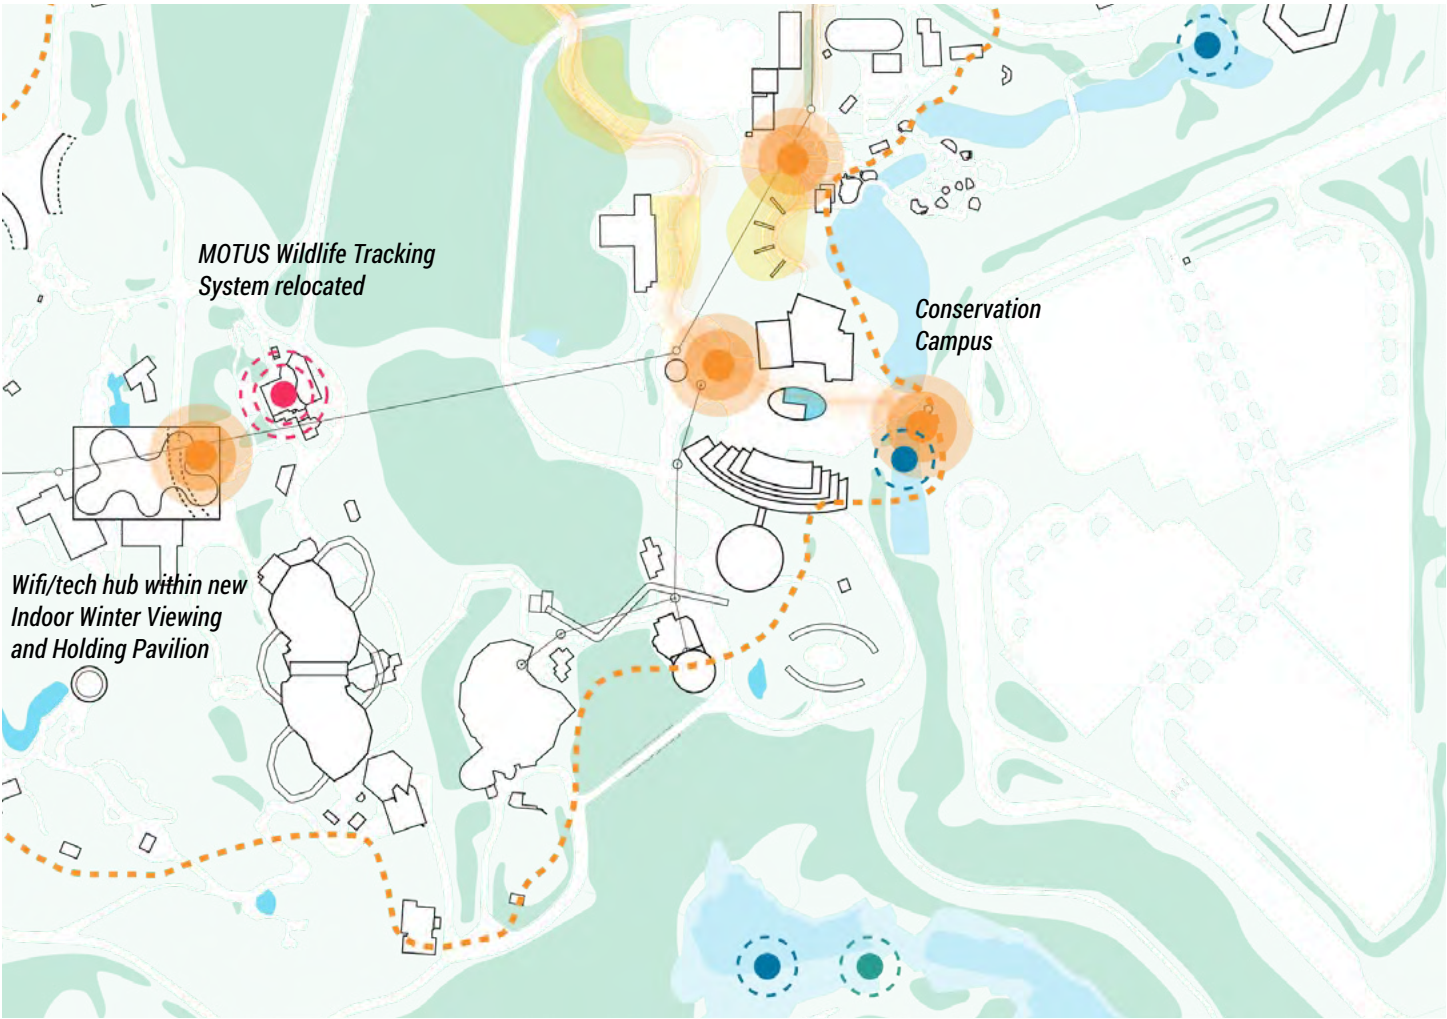 MOTUS Wildlife Tracking
System relocated
Conservation
Campus
Wifi/tech hub within new
Indoor Winter Viewing
and Holding Pavilion